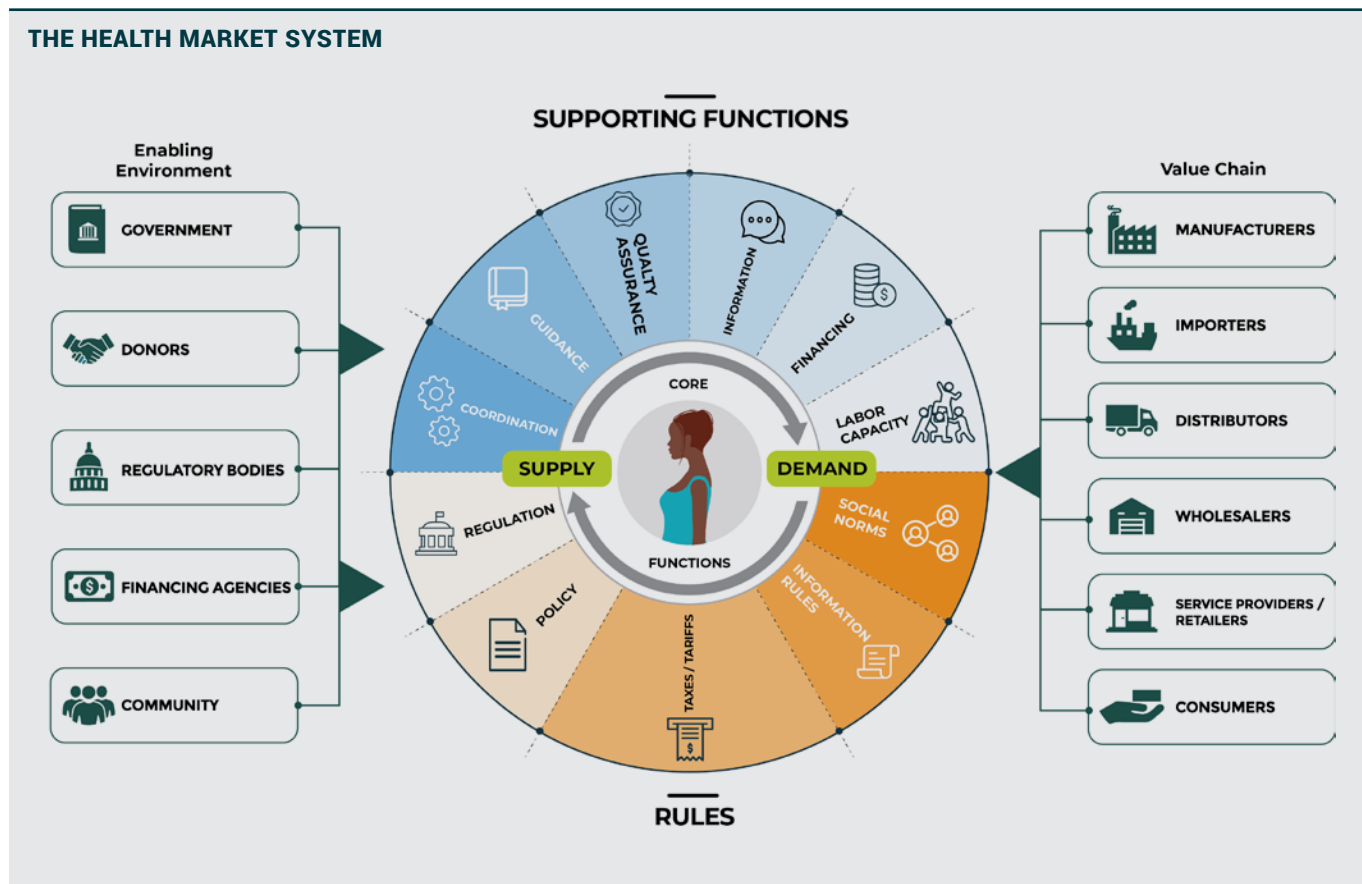 THE HEALTH MARKET SYSTEM
SUPPORTING FUNCTIONS
Enabling
Environment
GOVERNMENT
DONORS
REGULATORY BODIES
FINANCING AGENCIES
COMMUNITY
COORDINATION
GUIDANCE
QUALTY
ASSURANCE
INFORMATION
FINANCING
LABOR
CAPACITY
CORE
SUPPLY
DEMAND
FUNCTIONS
REGULATION
POLICY
TAXES / TARIFFS
INFORMATION
RULES
SOCIAL
NORMS
RULES
Value Chain
MANUFACTURERS
IMPORTERS
DISTRIBUTORS
WHOLESALERS
SERVICE PROVIDERS /
RETAILERS
CONSUMERS